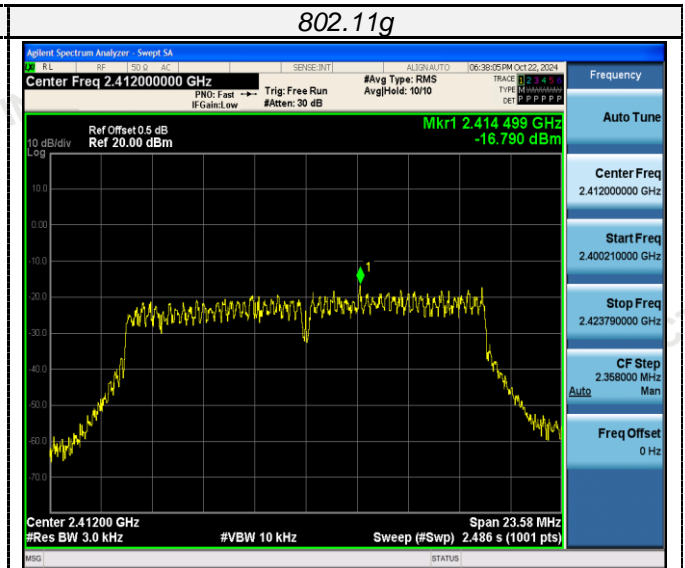 802.11g
Agilent Spectrum Analyzer - Swept SA
RL RF 50 Ω AC SENSE:INT ALIGNAUTO 06:38:05 PM Oct 22, 2024
Center Freq 2.412000000 GHz
PNO: Fast
IFGain:Low
Trig: Free Run
#Atten: 30 dB
#Avg Type: RMS
Avg|Hold: 10/10
TRACE 1 2 3 4 5 6
TYPE M
DET P P P P P P
Frequency
Ref Offset 0.5 dB
10 dB/div Ref 20.00 dBm
Log
Mkr1 2.414 499 GHz
-16.790 dBm
10.0
0.00
-10.0
-20.0
-30.0
-40.0
-50.0
-60.0
-70.0
1
Center 2.41200 GHz
Span 23.58 MHz
#Res BW 3.0 kHz
#VBW 10 kHz
Sweep (#Swp) 2.486 s (1001 pts)
MSG
STATUS
Auto Tune
Center Freq
2.412000000 GHz
Start Freq
2.400210000 GHz
Stop Freq
2.423790000 GHz
CF Step
2.358000 MHz
Auto Man
Freq Offset
0 Hz